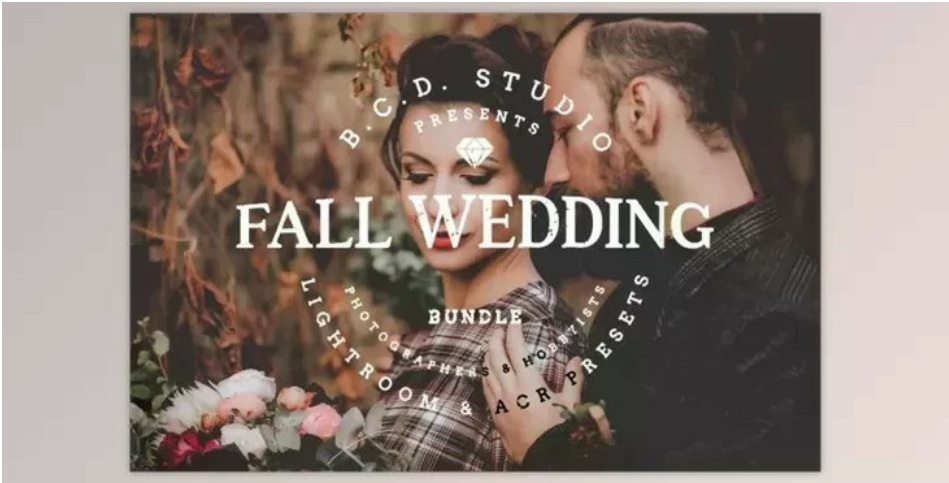 B.C.D. STUDIO
PRESENTS
FALL WEDDING
BUNDLE
PHOTOGRAPHERS & HOBBYISTS
LIGHTROOM & ACR PRESETS